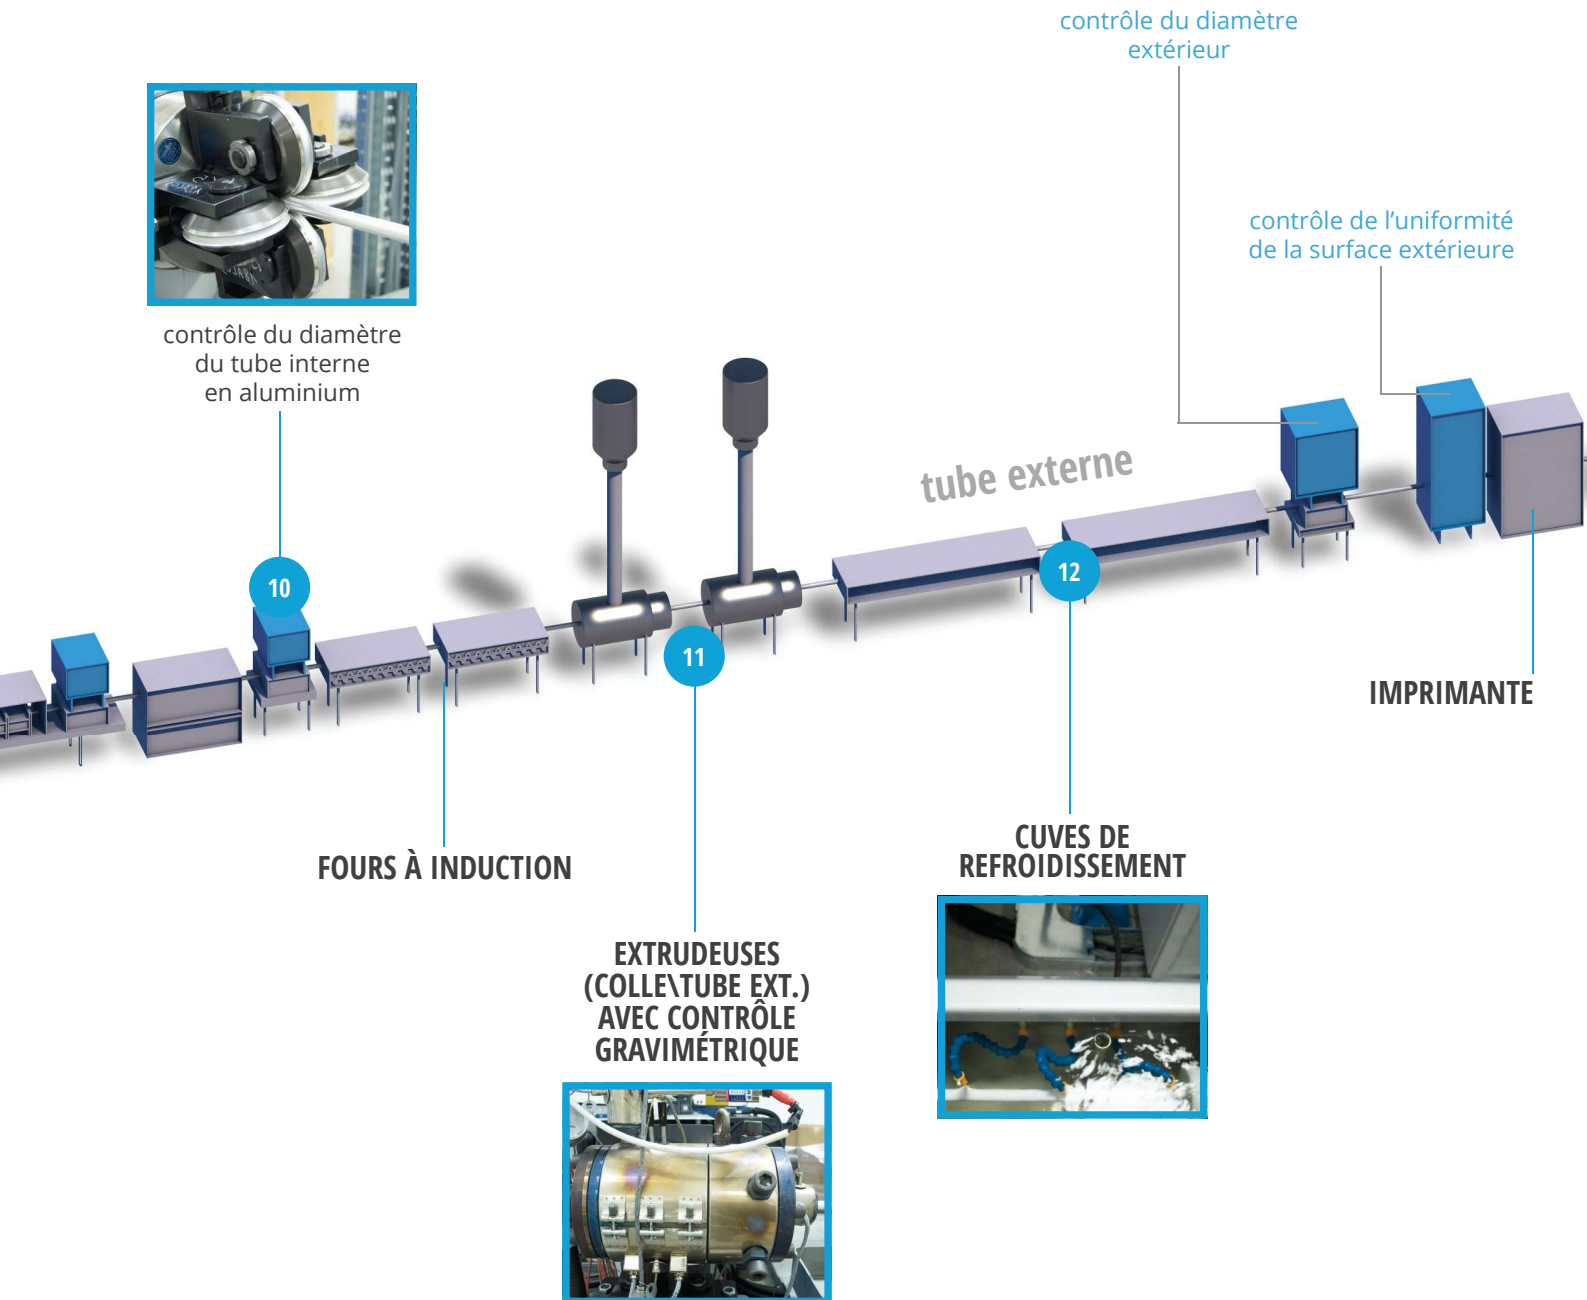 contrôle du diamètre
extérieur
contrôle de l'uniformité
de la surface extérieure
contrôle du diamètre
du tube interne
en aluminium
tube externe
10
11
12
IMPRIMANTE
FOURS À INDUCTION
CUVES DE
REFROIDISSEMENT
EXTRUDEUSES
(COLLE\TUBE EXT.)
AVEC CONTRÔLE
GRAVIMÉTRIQUE